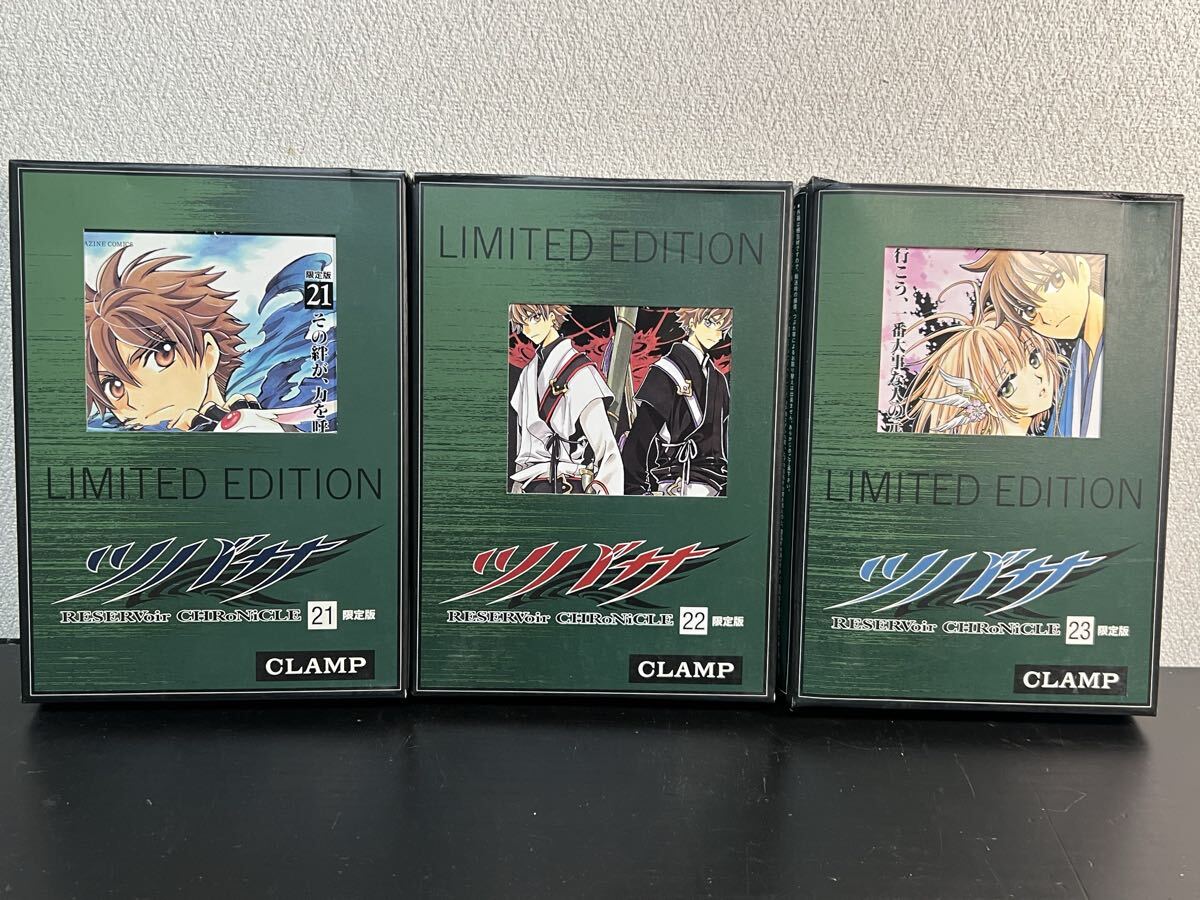 AZINE COMICS
限定版
21
その絆が、力を呼
LIMITED EDITION
ツバサ
RESERVoir CHRoNiCLE 21 限定版
CLAMP
LIMITED EDITION
ツバサ
RESERVoir CHRoNiCLE 22 限定版
CLAMP
行こう、一番大事な人の
LIMITED EDITION
ツバサ
RESERVoir CHRoNiCLE 23 限定版
CLAMP